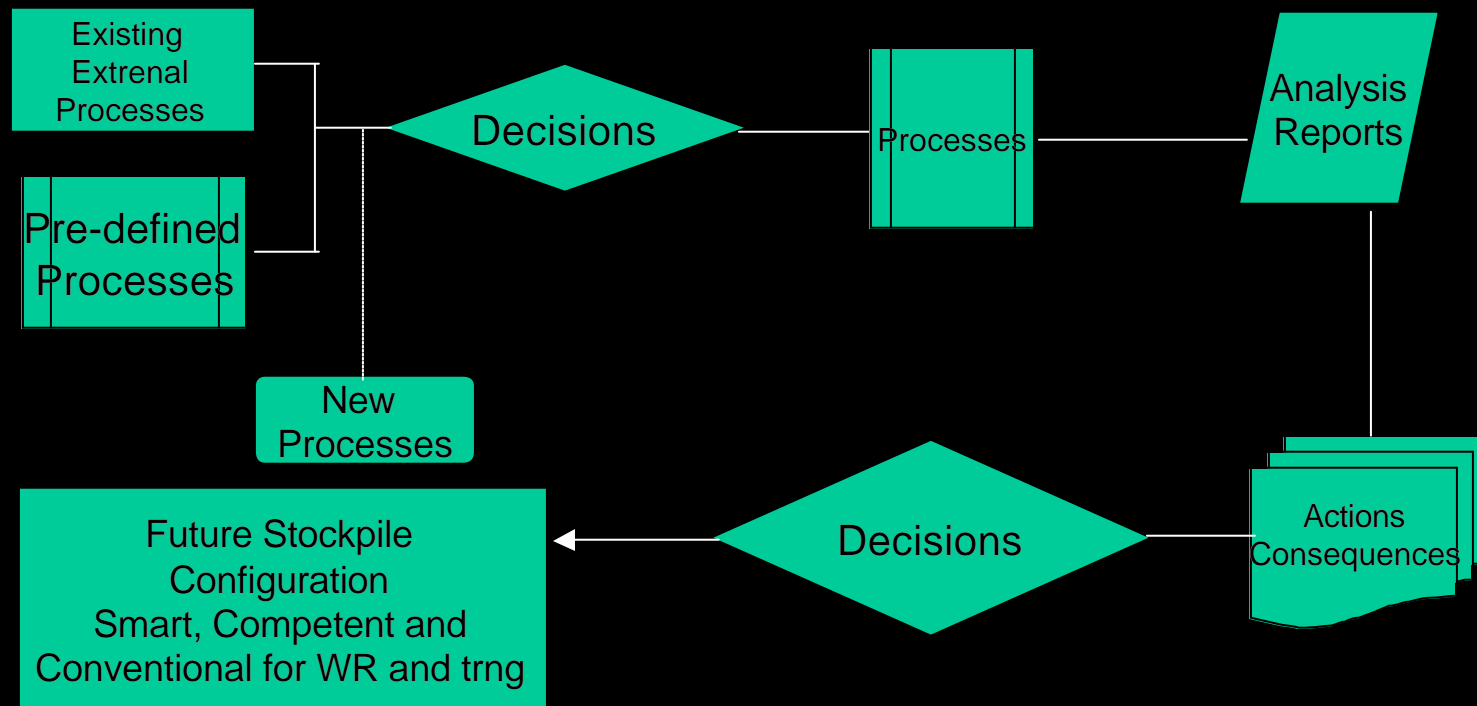 Existing
Extrenal
Processes
Decisions
Processes
Analysis
Reports
Pre-defined
Processes
New
Processes
Future Stockpile
Configuration
Smart, Competent and
Conventional for WR and trng
Decisions
Actions
Consequences